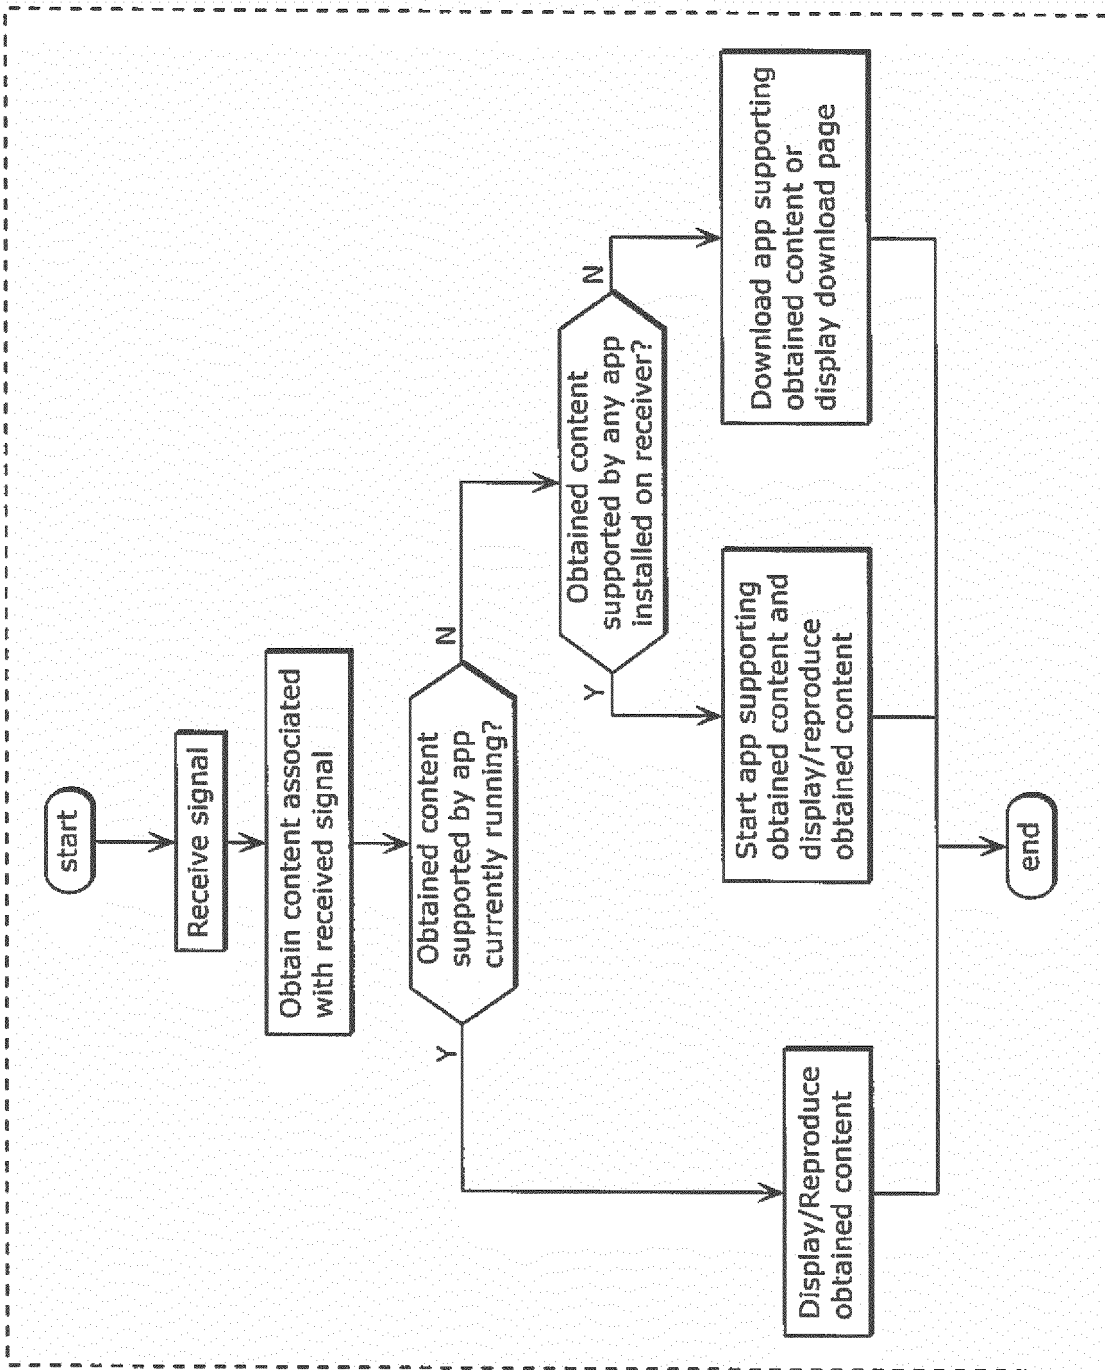 start
Receive signal
Obtain content associated
with received signal
Obtained content
supported by app
currently running?
Y
N
Obtained content
supported by any app
installed on receiver?
Y
N
Display/Reproduce
obtained content
Start app supporting
obtained content and
display/reproduce
obtained content
Download app supporting
obtained content or
display download page
end